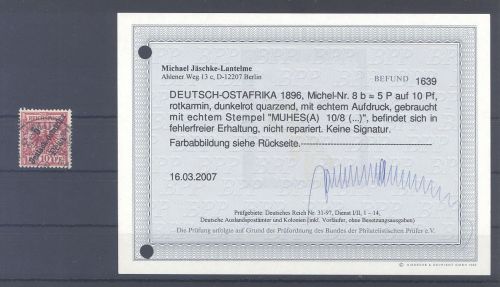 Michael Jäschke-Lantelme
Ahlener Weg 13 c, D-12207 Berlin
BEFUND 1639
DEUTSCH-OSTAFRIKA 1896, Michel-Nr. 8 b = 5 P auf 10 Pf,
rotkarmin, dunkelrot quarzend, mit echtem Aufdruck, gebraucht
mit echtem Stempel "MUHES(A) 10/8 (...)", befindet sich in
fehlerfreier Erhaltung, nicht repariert. Keine Signatur.
Farbabbildung siehe Rückseite.
16.03.2007
Prüfgebiete: Deutsches Reich Nr. 31-97, Dienst I/II, 1 – 14,
Deutsche Auslandspostämter und Kolonien (inkl. Vorläufer, ohne Besetzungsausgaben)
Die Prüfung erfolgte auf Grund der Prüfordnung des Bundes der Philatelistischen Prüfer e.V.